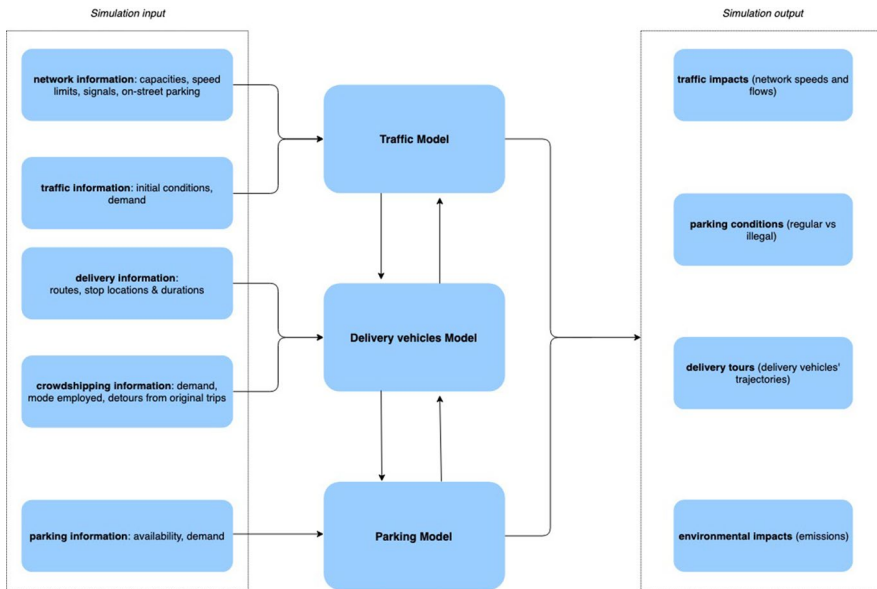 Simulation input
Simulation output
network information: capacities, speed
limits, signals, on-street parking
traffic information: initial conditions,
demand
delivery information:
routes, stop locations & durations
crowdshipping information: demand,
mode employed, detours from original trips
parking information: availability, demand
Traffic Model
Delivery vehicles Model
Parking Model
traffic impacts (network speeds and
flows)
parking conditions (regular vs
illegal)
delivery tours (delivery vehicles'
trajectories)
environmental impacts (emissions)